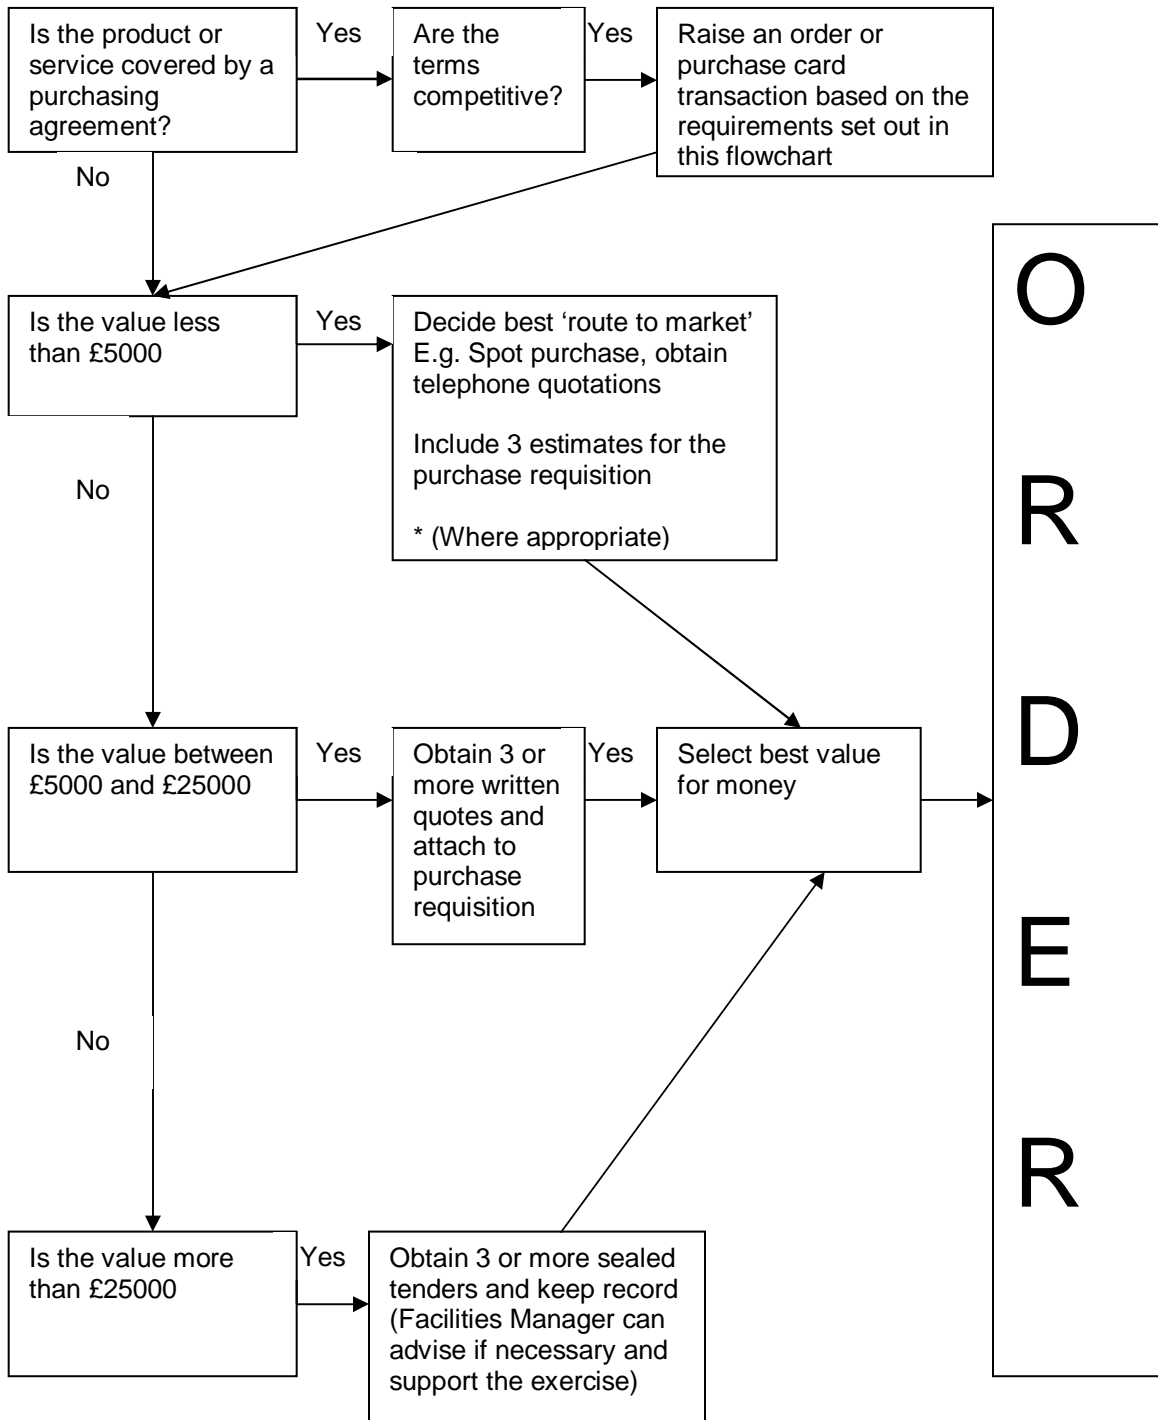 Is the product or
service covered by a
purchasing
agreement?
Yes
Are the
terms
competitive?
Yes
Raise an order or
purchase card
transaction based on the
requirements set out in
this flowchart
No
Is the value less
than £5000
Yes
Decide best ‘route to market’
E.g. Spot purchase, obtain
telephone quotations
Include 3 estimates for the
purchase requisition
* (Where appropriate)
No
Is the value between
£5000 and £25000
Yes
Obtain 3 or
more written
quotes and
attach to
purchase
requisition
Yes
Select best value
for money
No
Is the value more
than £25000
Yes
Obtain 3 or more sealed
tenders and keep record
(Facilities Manager can
advise if necessary and
support the exercise)
O
R
D
E
R